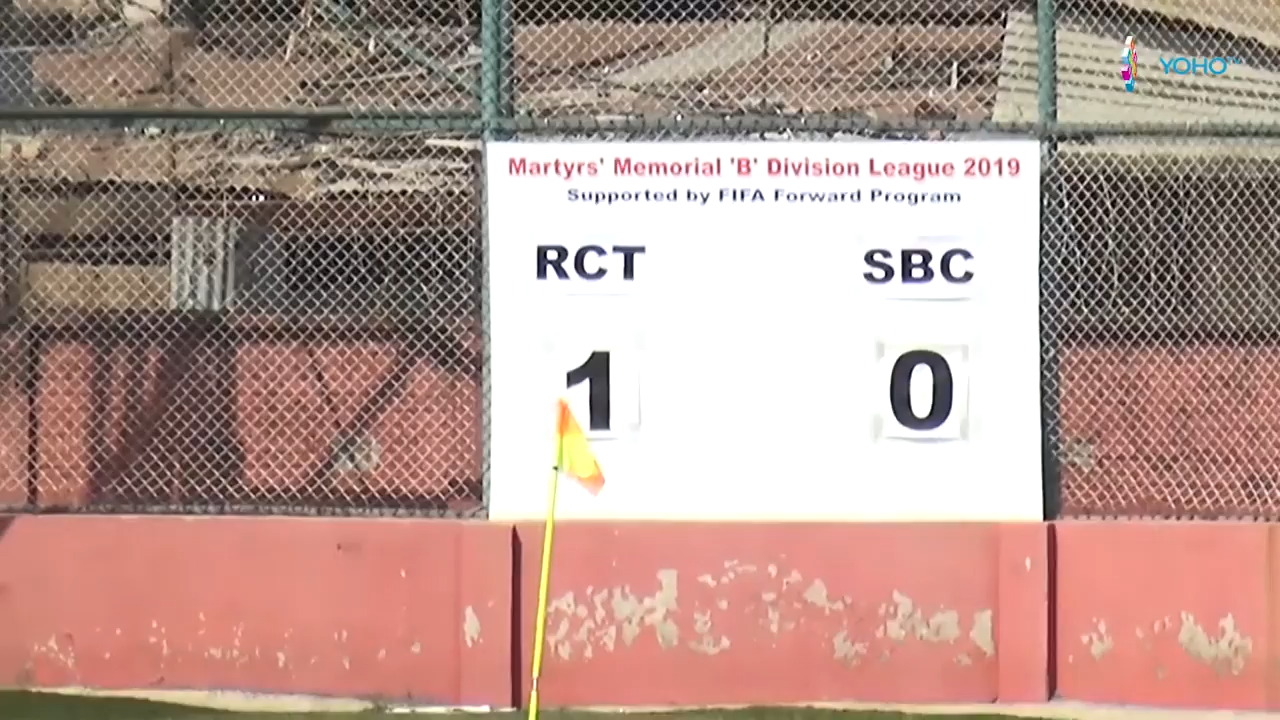 YOHO
Martyrs' Memorial 'B' Division League 2019
Supported by FIFA Forward Program
RCT SBC
1 0